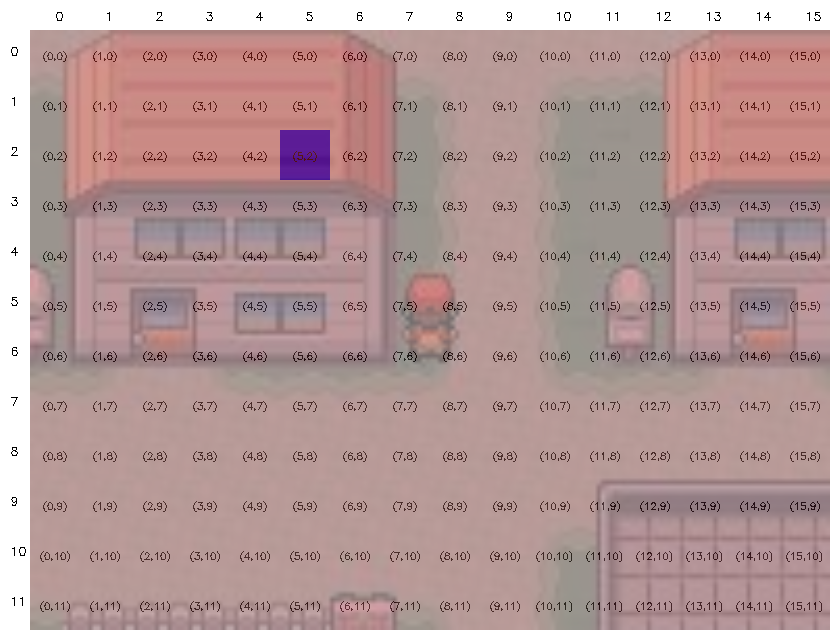 0 1 2 3 4 5 6 7 8 9 10 11 12 13 14 15
0 (0,0) (1,0) (2,0) (3,0) (4,0) (5,0) (6,0) (7,0) (8,0) (9,0) (10,0) (11,0) (12,0) (13,0) (14,0) (15,0)
1 (0,1) (1,1) (2,1) (3,1) (4,1) (5,1) (6,1) (7,1) (8,1) (9,1) (10,1) (11,1) (12,1) (13,1) (14,1) (15,1)
2 (0,2) (1,2) (2,2) (3,2) (4,2) (5,2) (6,2) (7,2) (8,2) (9,2) (10,2) (11,2) (12,2) (13,2) (14,2) (15,2)
3 (0,3) (1,3) (2,3) (3,3) (4,3) (5,3) (6,3) (7,3) (8,3) (9,3) (10,3) (11,3) (12,3) (13,3) (14,3) (15,3)
4 (0,4) (1,4) (2,4) (3,4) (4,4) (5,4) (6,4) (7,4) (8,4) (9,4) (10,4) (11,4) (12,4) (13,4) (14,4) (15,4)
5 (0,5) (1,5) (2,5) (3,5) (4,5) (5,5) (6,5) (7,5) (8,5) (9,5) (10,5) (11,5) (12,5) (13,5) (14,5) (15,5)
6 (0,6) (1,6) (2,6) (3,6) (4,6) (5,6) (6,6) (7,6) (8,6) (9,6) (10,6) (11,6) (12,6) (13,6) (14,6) (15,6)
7 (0,7) (1,7) (2,7) (3,7) (4,7) (5,7) (6,7) (7,7) (8,7) (9,7) (10,7) (11,7) (12,7) (13,7) (14,7) (15,7)
8 (0,8) (1,8) (2,8) (3,8) (4,8) (5,8) (6,8) (7,8) (8,8) (9,8) (10,8) (11,8) (12,8) (13,8) (14,8) (15,8)
9 (0,9) (1,9) (2,9) (3,9) (4,9) (5,9) (6,9) (7,9) (8,9) (9,9) (10,9) (11,9) (12,9) (13,9) (14,9) (15,9)
10 (0,10) (1,10) (2,10) (3,10) (4,10) (5,10) (6,10) (7,10) (8,10) (9,10) (10,10) (11,10) (12,10) (13,10) (14,10) (15,10)
11 (0,11) (1,11) (2,11) (3,11) (4,11) (5,11) (6,11) (7,11) (8,11) (9,11) (10,11) (11,11) (12,11) (13,11) (14,11) (15,11)